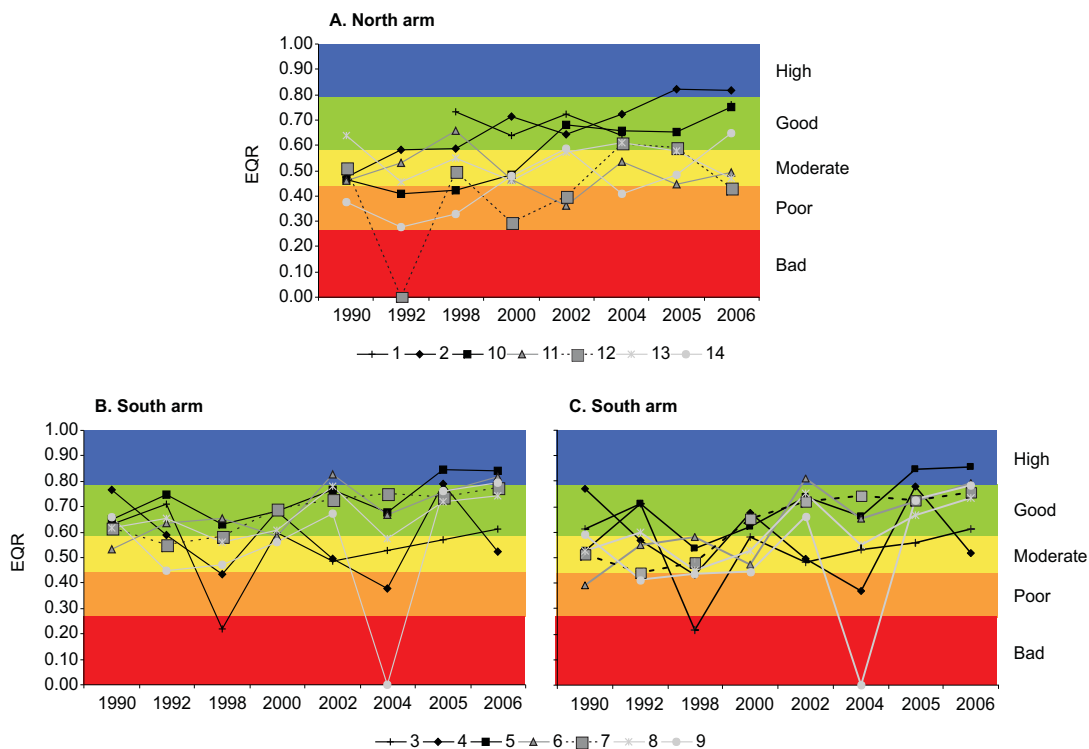 A. North arm
EQR
1.00
0.90
0.80
0.70
0.60
0.50
0.40
0.30
0.20
0.10
0.00
High
Good
Moderate
Poor
Bad
1990 1992 1998 2000 2002 2004 2005 2006
1 2 10 11 12 13 14
B. South arm
EQR
1.00
0.90
0.80
0.70
0.60
0.50
0.40
0.30
0.20
0.10
0.00
1990 1992 1998 2000 2002 2004 2005 2006
C. South arm
High
Good
Moderate
Poor
Bad
1990 1992 1998 2000 2002 2004 2005 2006
3 4 5 6 7 8 9